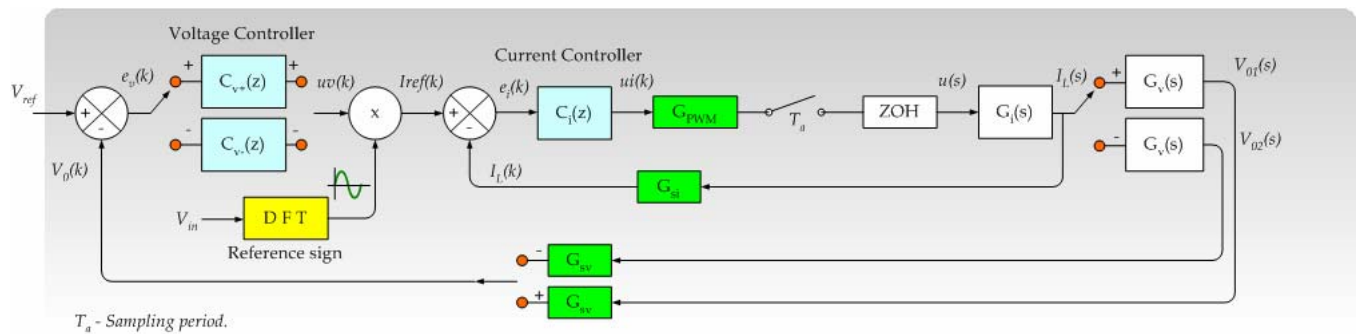 Voltage Controller
Current Controller
V_ref
+
-
e_v(k)
+
C_v+(z)
+
-
C_v-(z)
-
uv(k)
x
Iref(k)
+
-
e_i(k)
C_i(z)
ui(k)
G_PWM
T_a
ZOH
u(s)
G_i(s)
I_L(s)
+
G_v(s)
V_01(s)
-
G_v(s)
V_02(s)
V_0(k)
I_L(k)
G_si
V_in
D F T
Reference sign
-
G_sv
+
G_sv
T_a - Sampling period.